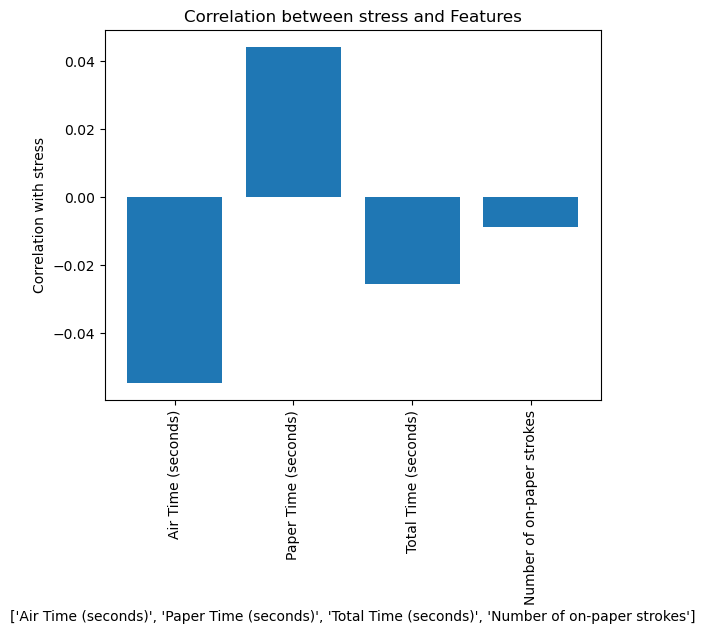 Correlation between stress and Features
Correlation with stress
0.04
0.02
0.00
−0.02
−0.04
Air Time (seconds)
Paper Time (seconds)
Total Time (seconds)
Number of on-paper strokes
['Air Time (seconds)', 'Paper Time (seconds)', 'Total Time (seconds)', 'Number of on-paper strokes']